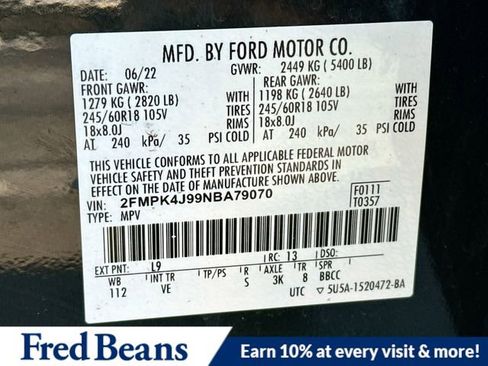 MFD. BY FORD MOTOR CO.
DATE: 06/22 GVWR: 2449 KG (5400 LB)
FRONT GAWR: REAR GAWR:
1279 KG (2820 LB) WITH 1198 KG (2640 LB) WITH
245/60R18 105V TIRES 245/60R18 105V TIRES
18x8.0J RIMS 18x8.0J RIMS
AT 240 kPa/ 35 PSI COLD AT 240 kPa/ 35 PSI COLD
THIS VEHICLE CONFORMS TO ALL APPLICABLE FEDERAL MOTOR
VEHICLE SAFETY AND THEFT PREVENTION STANDARDS IN EFFECT
ON THE DATE OF MANUFACTURE SHOWN ABOVE.
VIN: 2FMPK4J99NBA79070 F0111
TYPE: MPV T0357
EXT PNT: L9 RC: 13 DSO:
WB INT TR TP/PS R AXLE TR SPR
112 VE S 3K 8 BBCC
UTC ▽ 5U5A-1520472-BA
Fred Beans Earn 10% at every visit & more!